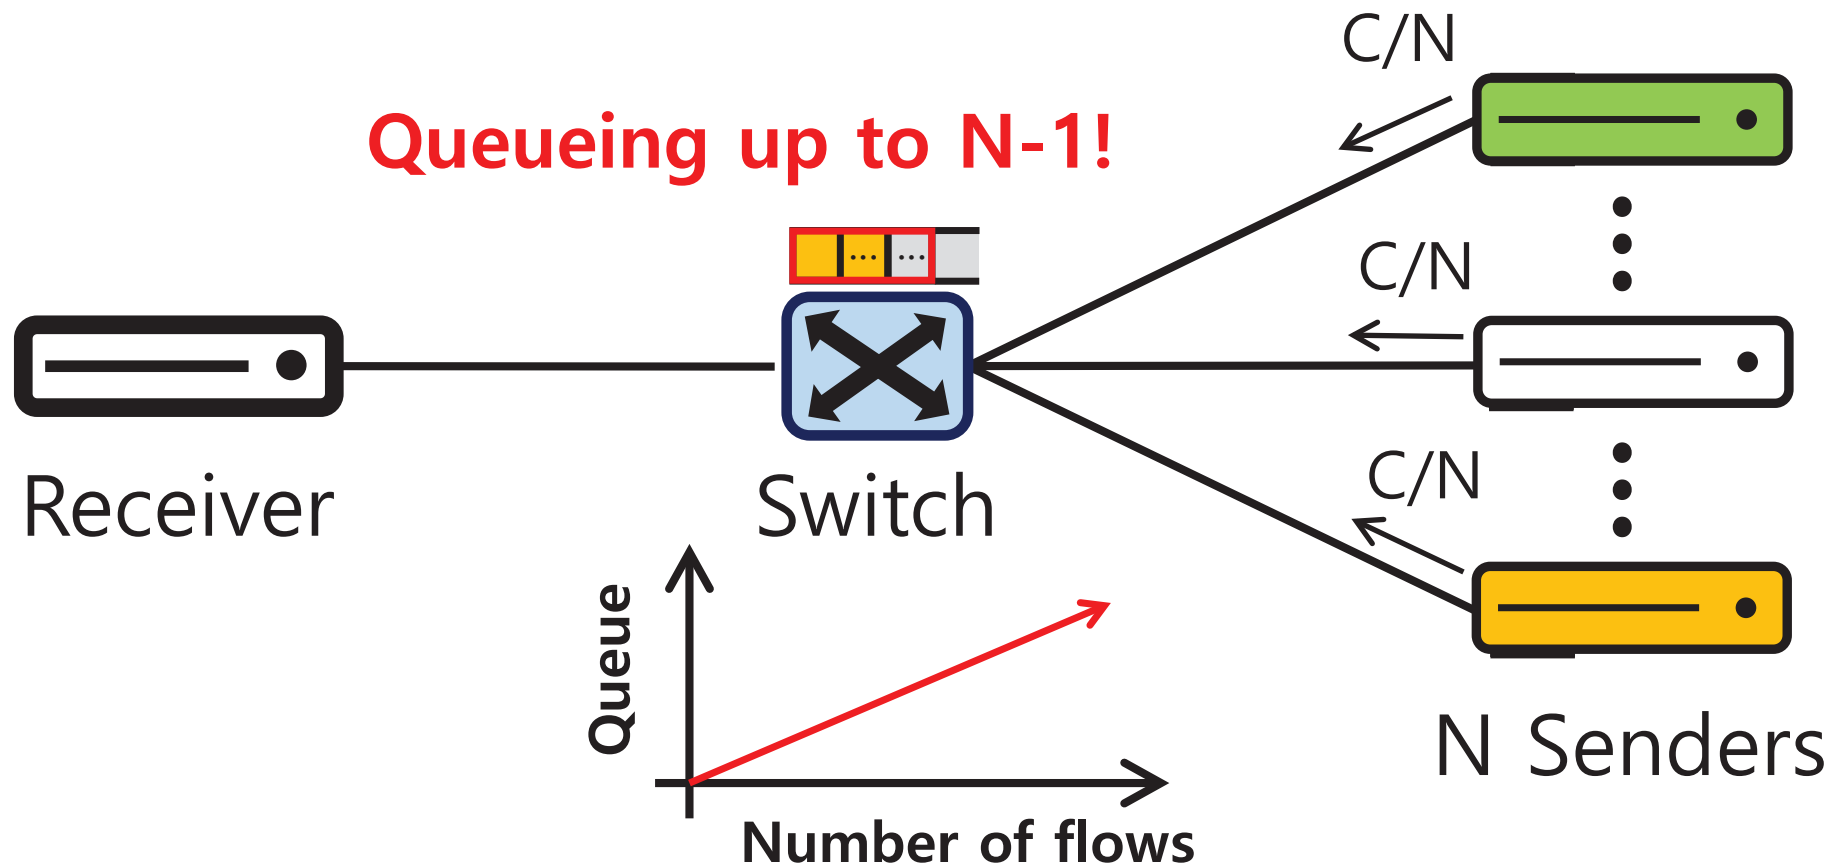 C/N
Queueing up to N-1!
... ...
C/N
C/N
Receiver
Switch
Queue
N Senders
Number of flows